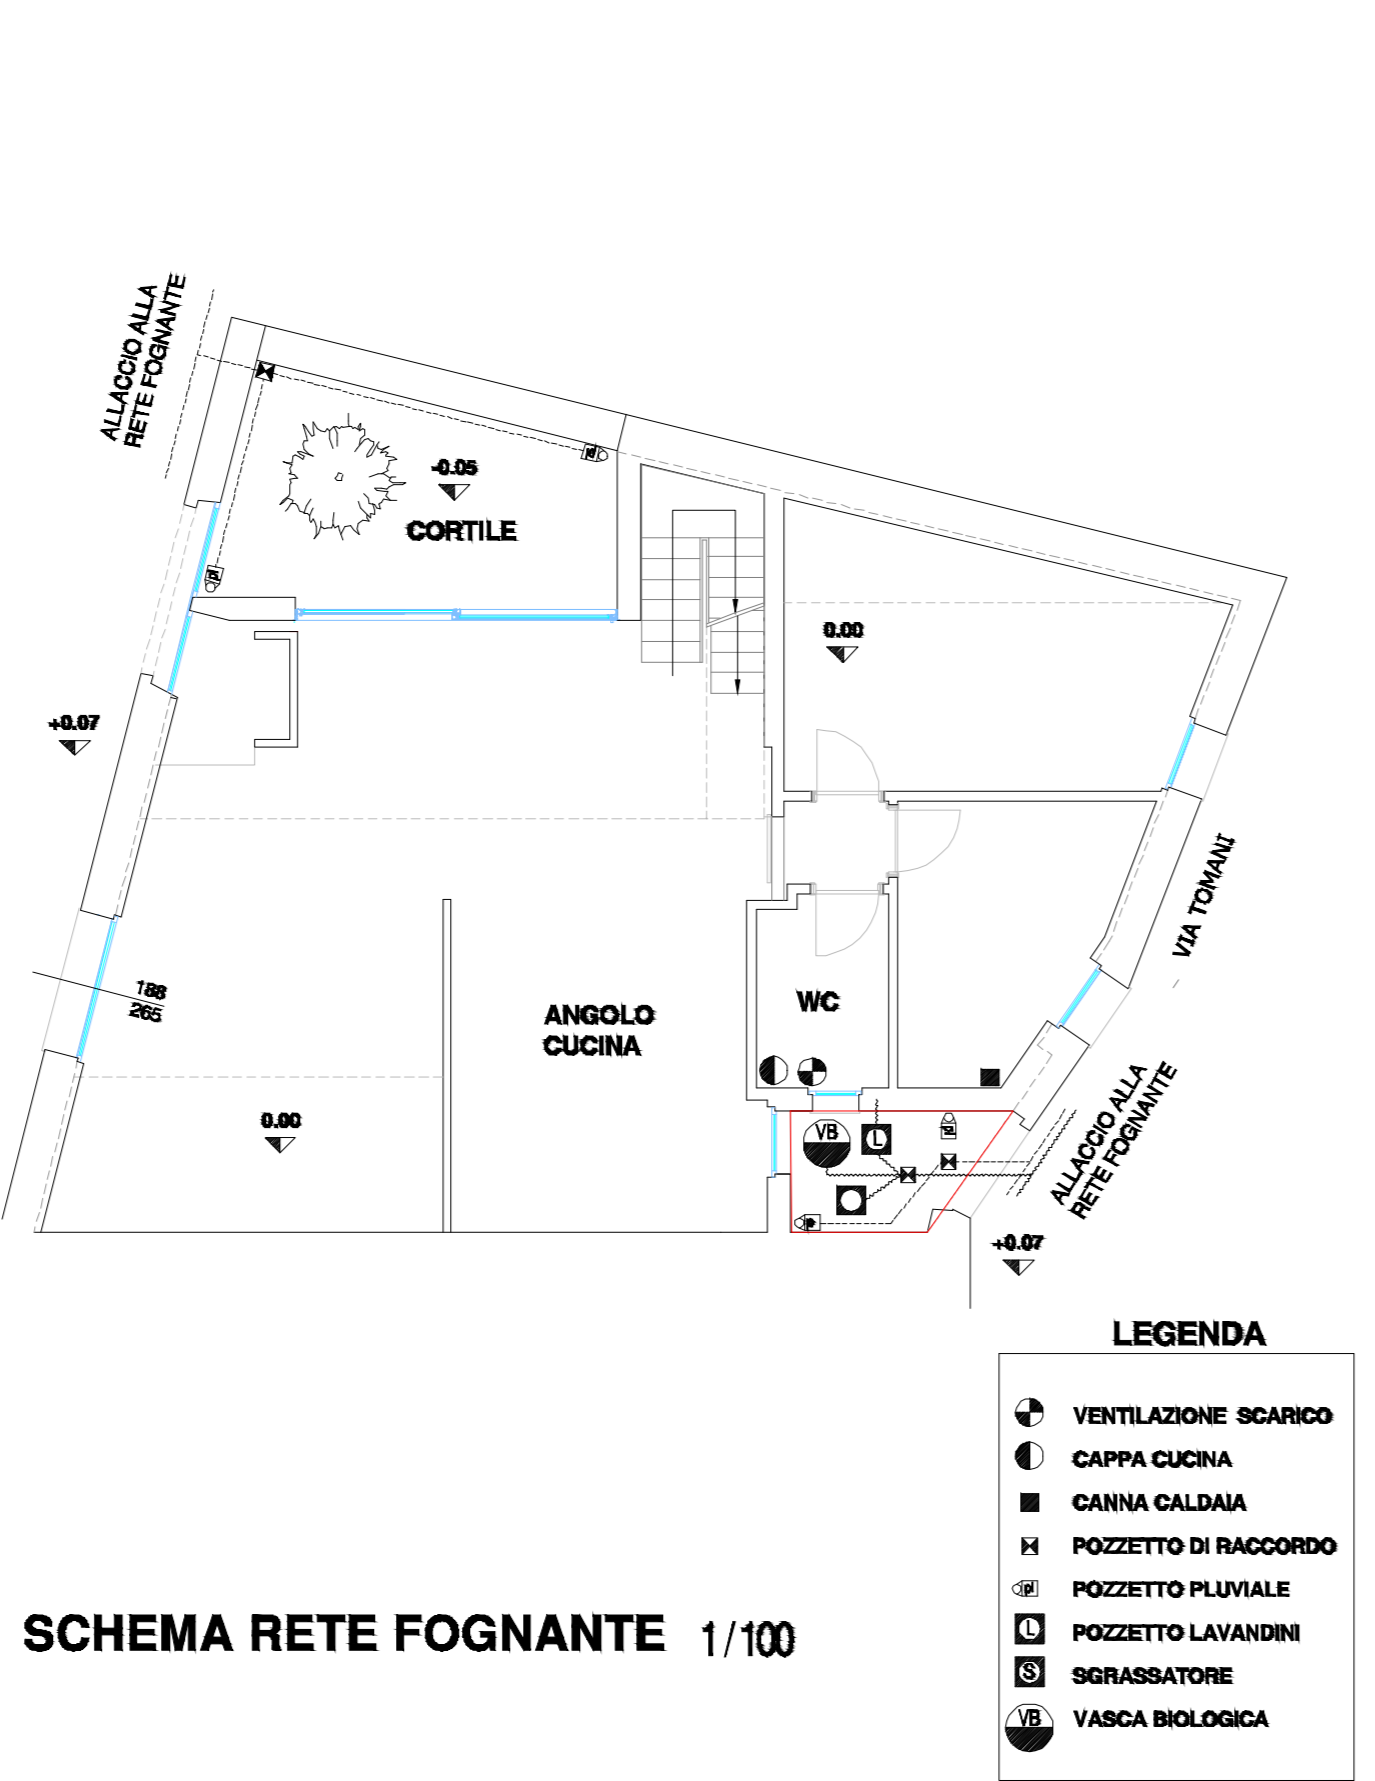 ALLACCIO ALLA
RETE FOGNANTE
pl
-0.05
CORTILE
pl
0.00
+0.07
VIA TOMANI
188
265
ANGOLO
CUCINA
WC
0.00
VB
L
pl
ALLACCIO ALLA
RETE FOGNANTE
+0.07
LEGENDA
VENTILAZIONE SCARICO
CAPPA CUCINA
CANNA CALDAIA
POZZETTO DI RACCORDO
pl POZZETTO PLUVIALE
L POZZETTO LAVANDINI
S SGRASSATORE
VB VASCA BIOLOGICA
SCHEMA RETE FOGNANTE 1/100